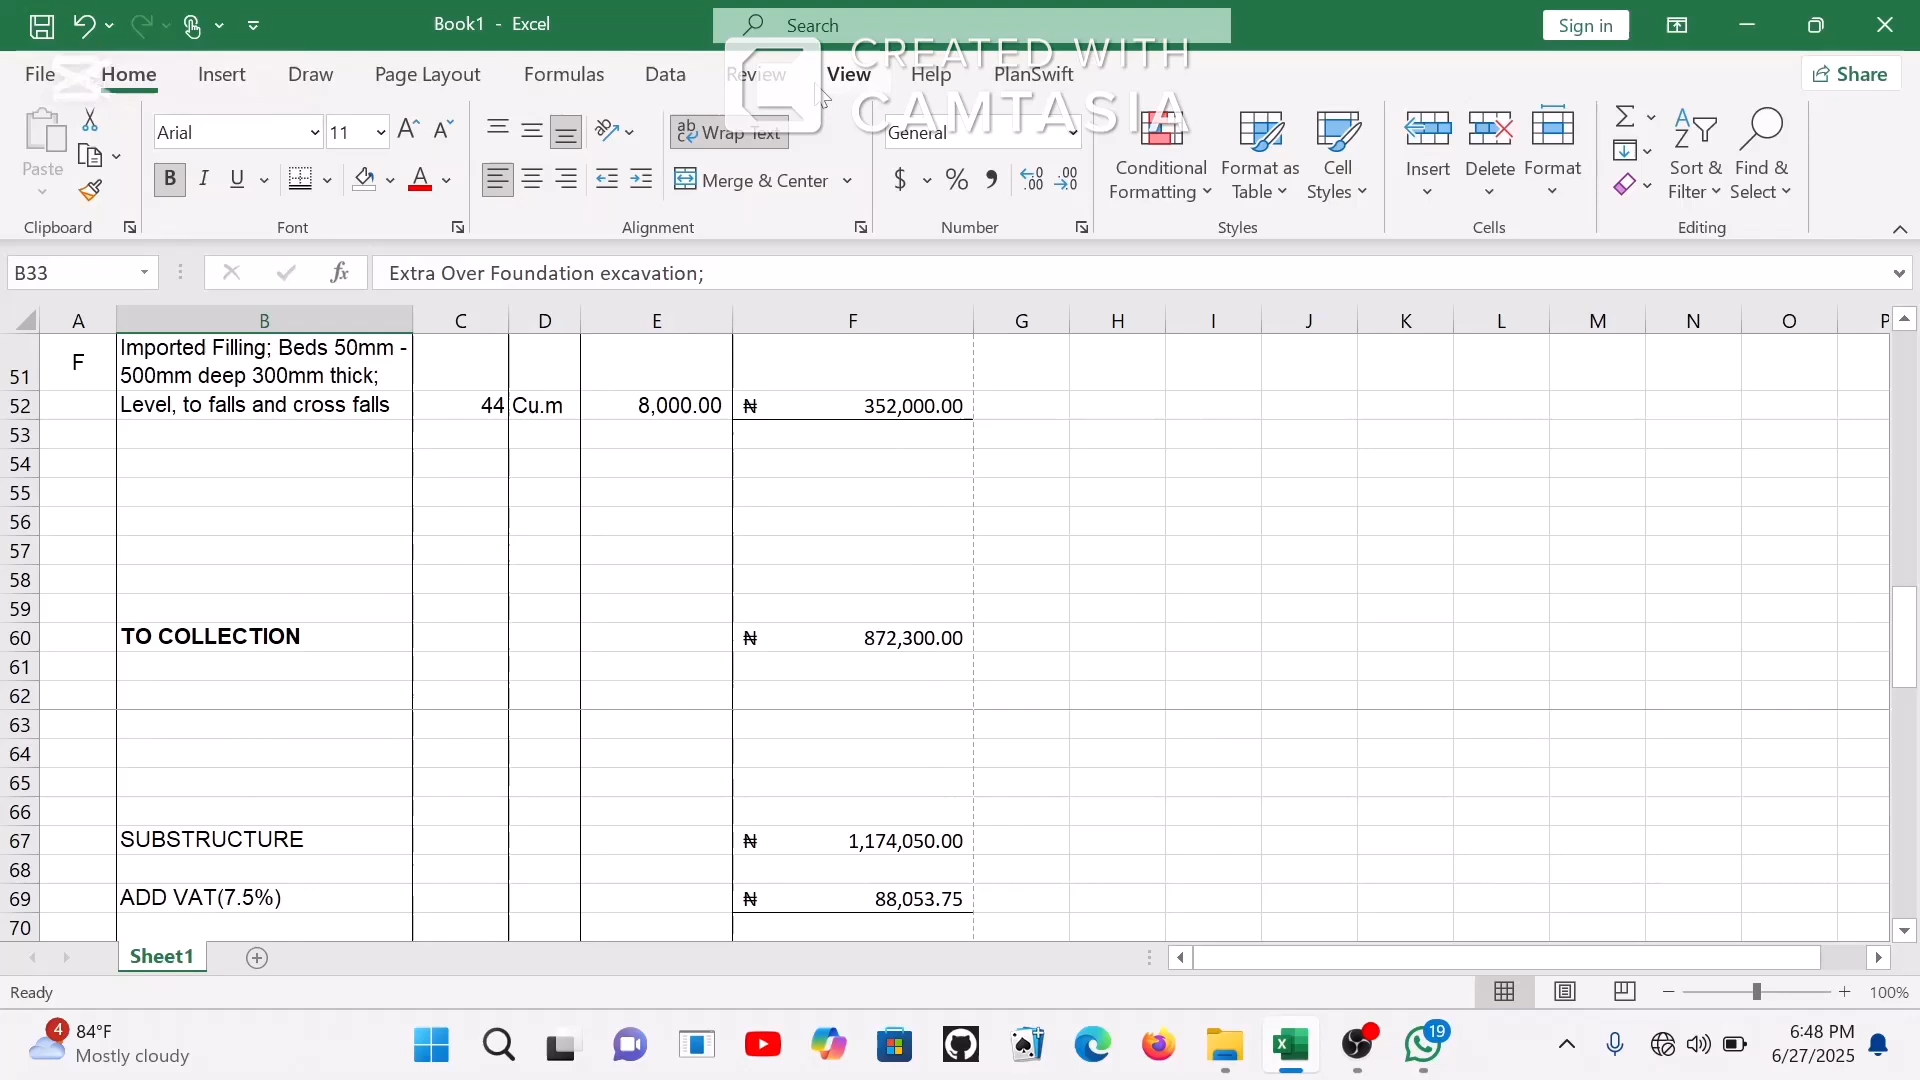 Book1 - Excel
Search
Sign in
CREATED WITH
CAMTASIA
File Home Insert Draw Page Layout Formulas Data Review View Help PlanSwift
Share
Paste
Arial 11
Wrap Text
General
Merge & Center
Conditional Formatting
Format as Table
Cell Styles
Insert
Delete
Format
Sort & Filter
Find & Select
Clipboard
Font
Alignment
Number
Styles
Cells
Editing
B33
fx
Extra Over Foundation excavation;
A B C D E F G H I J K L M N O P
51 F Imported Filling; Beds 50mm -
500mm deep 300mm thick;
52 Level, to falls and cross falls 44 Cu.m 8,000.00 ₦ 352,000.00
53
54
55
56
57
58
59
60 TO COLLECTION ₦ 872,300.00
61
62
63
64
65
66
67 SUBSTRUCTURE ₦ 1,174,050.00
68
69 ADD VAT(7.5%) ₦ 88,053.75
70
Sheet1
Ready
100%
4
84°F
Mostly cloudy
19
6:48 PM
6/27/2025